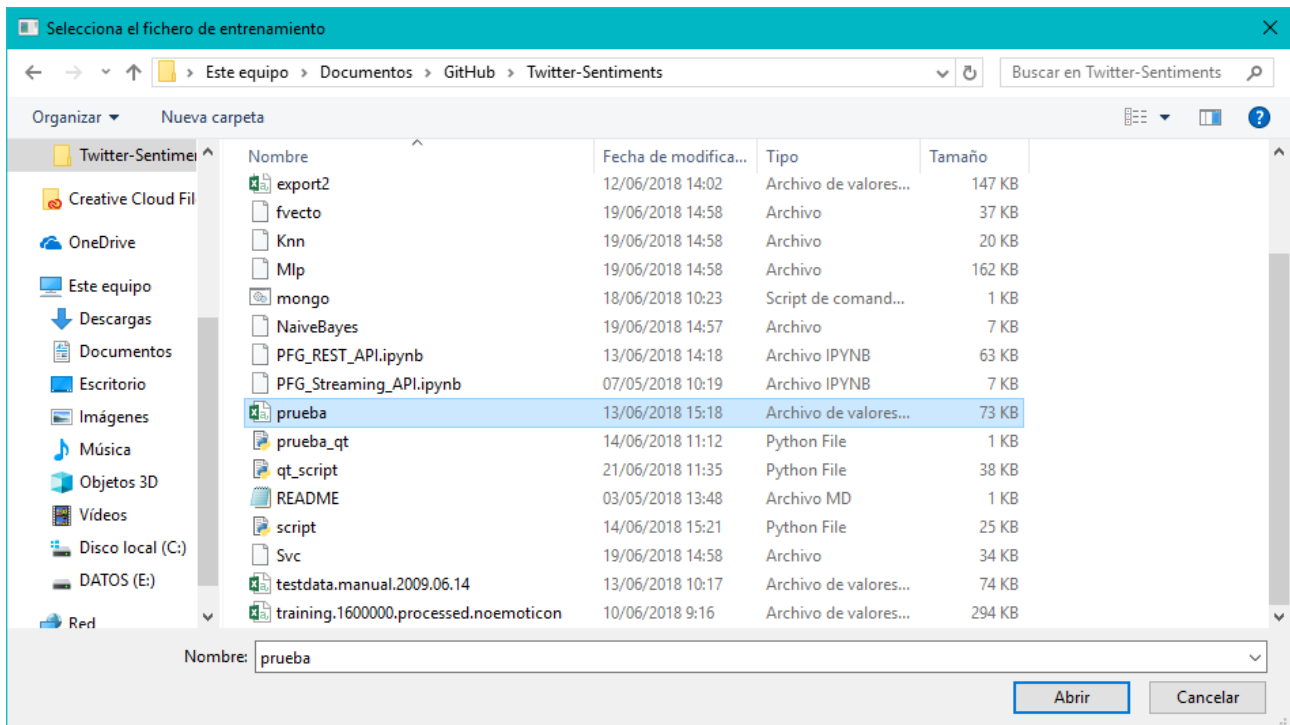 Selecciona el fichero de entrenamiento
Este equipo > Documentos > GitHub > Twitter-Sentiments
Buscar en Twitter-Sentiments
Organizar Nueva carpeta
Twitter-Sentimen
Creative Cloud Fil
OneDrive
Este equipo
Descargas
Documentos
Escritorio
Imágenes
Música
Objetos 3D
Vídeos
Disco local (C:)
DATOS (E:)
Red
Nombre Fecha de modifica... Tipo Tamaño
export2 12/06/2018 14:02 Archivo de valores... 147 KB
fvecto 19/06/2018 14:58 Archivo 37 KB
Knn 19/06/2018 14:58 Archivo 20 KB
Mlp 19/06/2018 14:58 Archivo 162 KB
mongo 18/06/2018 10:23 Script de comand... 1 KB
NaiveBayes 19/06/2018 14:57 Archivo 7 KB
PFG_REST_API.ipynb 13/06/2018 14:18 Archivo IPYNB 63 KB
PFG_Streaming_API.ipynb 07/05/2018 10:19 Archivo IPYNB 7 KB
prueba 13/06/2018 15:18 Archivo de valores... 73 KB
prueba_qt 14/06/2018 11:12 Python File 1 KB
qt_script 21/06/2018 11:35 Python File 38 KB
README 03/05/2018 13:48 Archivo MD 1 KB
script 14/06/2018 15:21 Python File 25 KB
Svc 19/06/2018 14:58 Archivo 34 KB
testdata.manual.2009.06.14 13/06/2018 10:17 Archivo de valores... 74 KB
training.1600000.processed.noemoticon 10/06/2018 9:16 Archivo de valores... 294 KB
Nombre: prueba
Abrir Cancelar